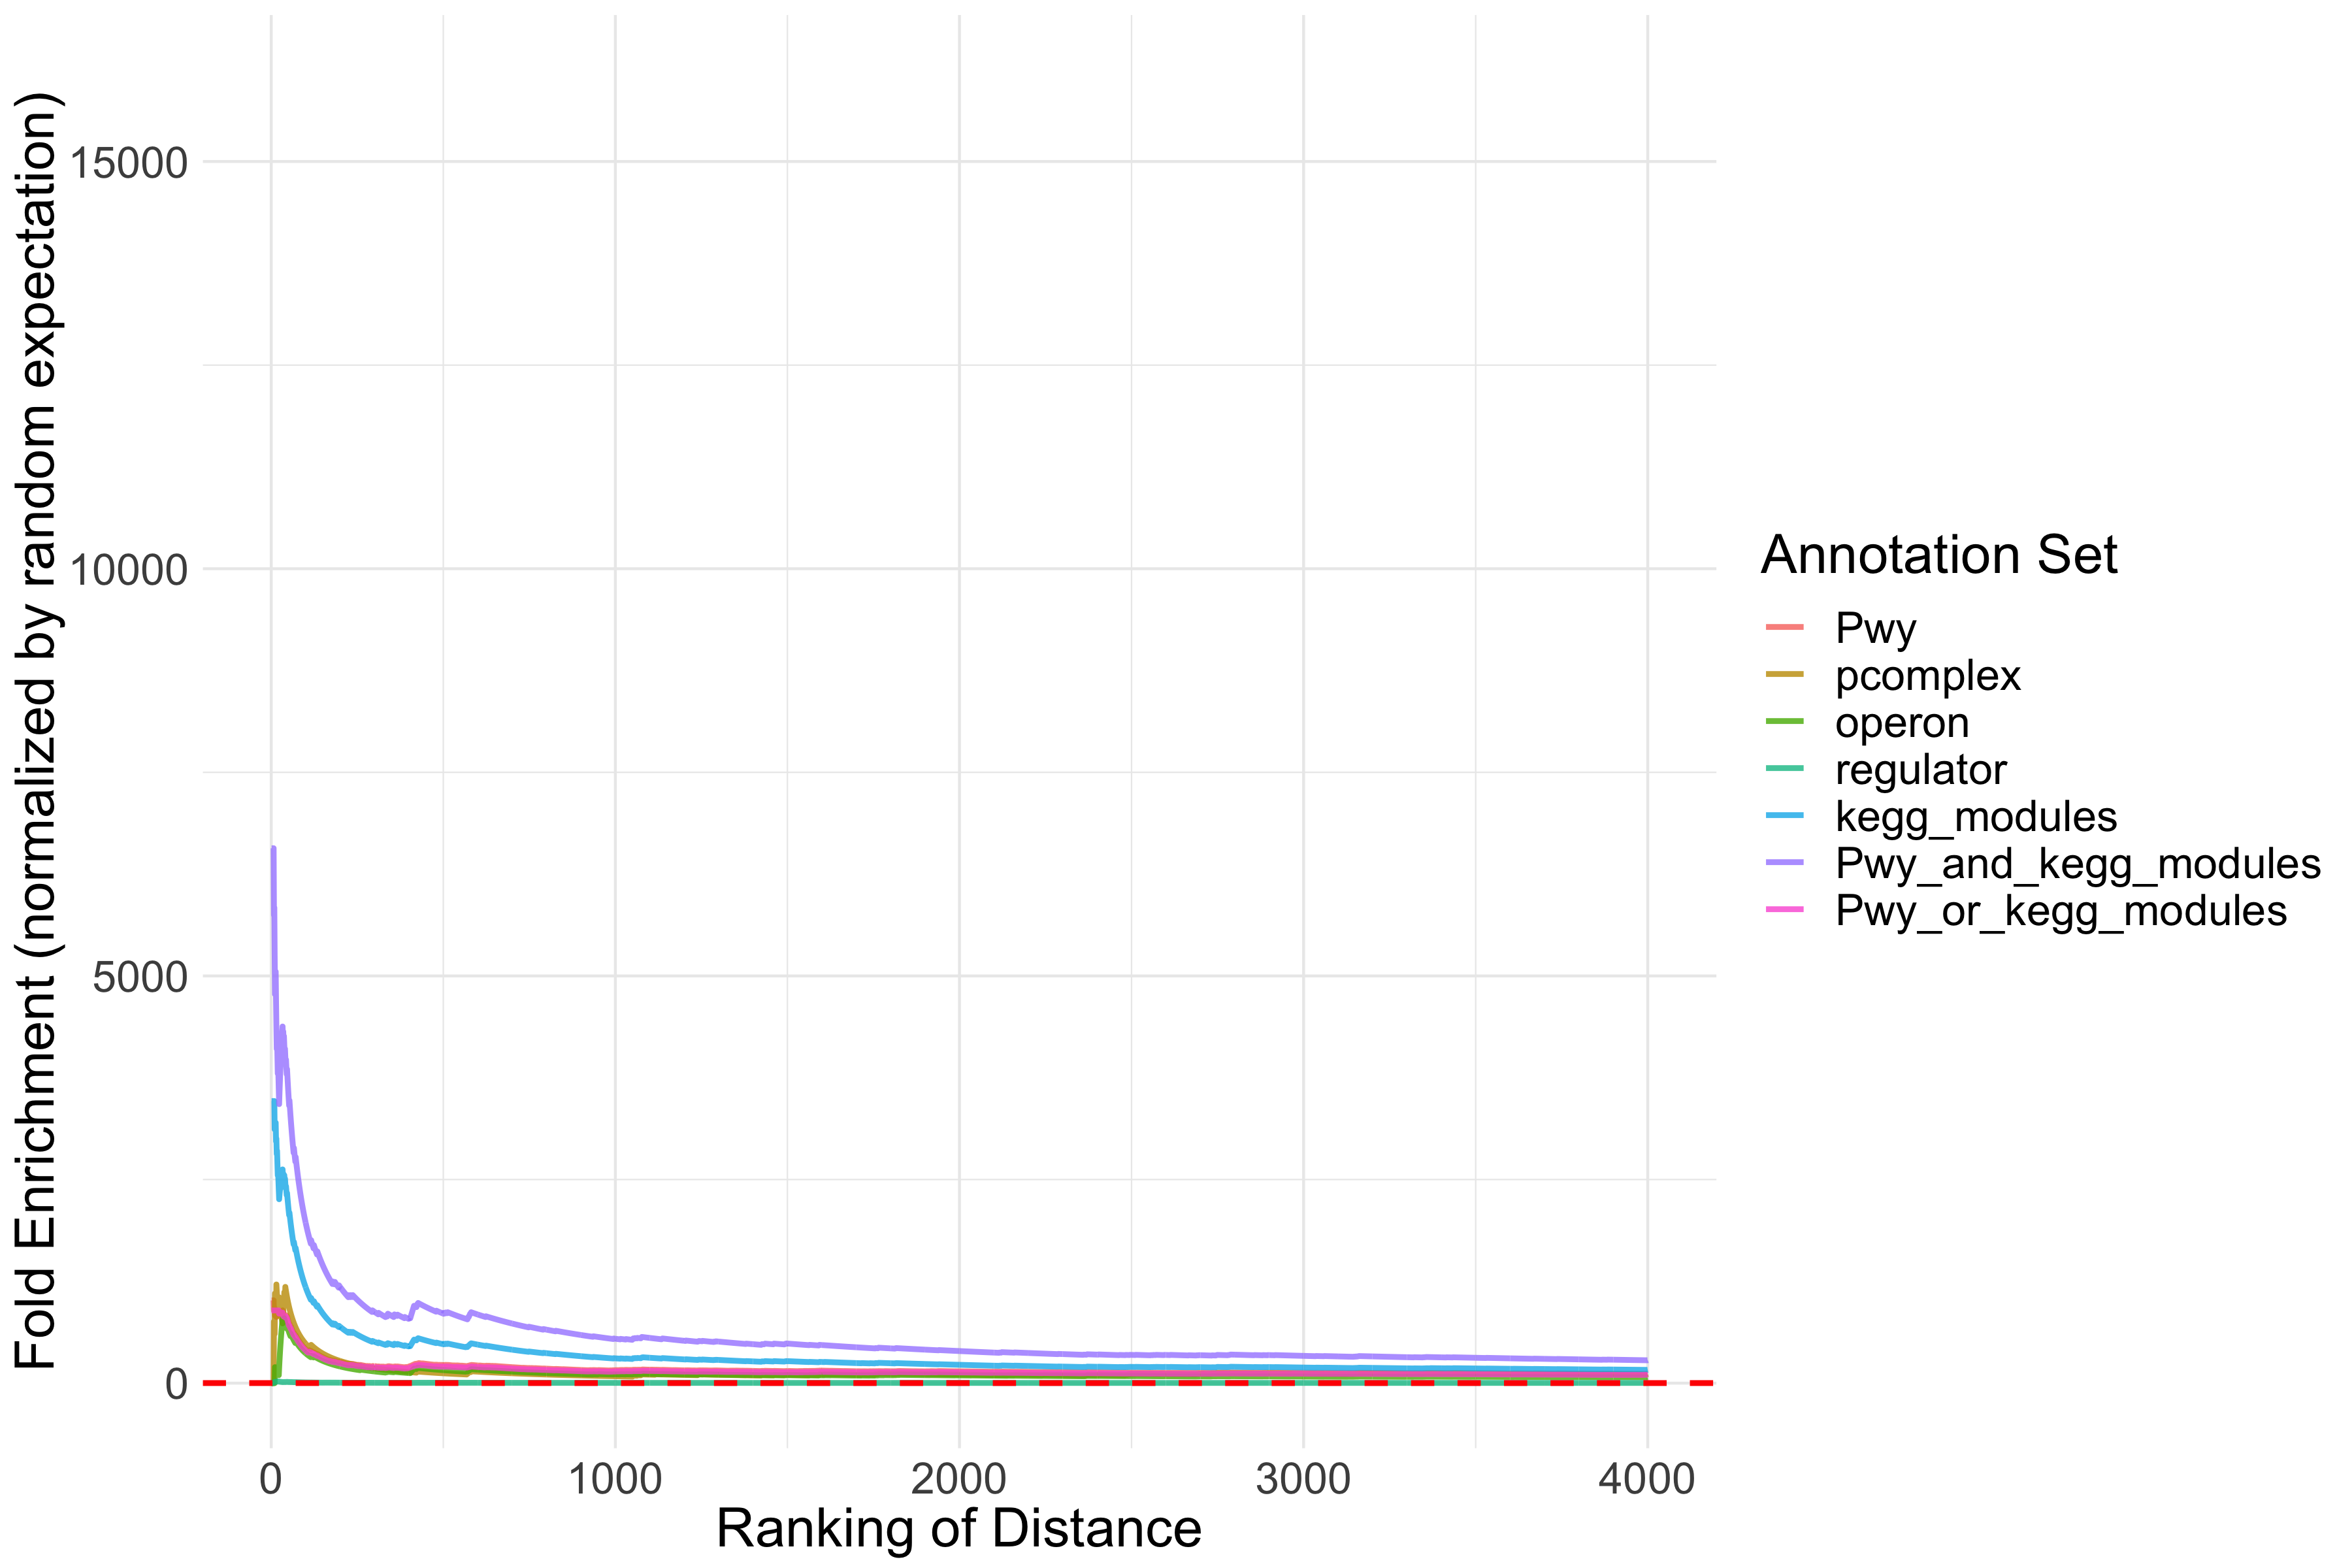 Fold Enrichment (normalized by random expectation)
15000
10000
5000
0
0 1000 2000 3000 4000
Ranking of Distance
Annotation Set
Pwy
pcomplex
operon
regulator
kegg_modules
Pwy_and_kegg_modules
Pwy_or_kegg_modules